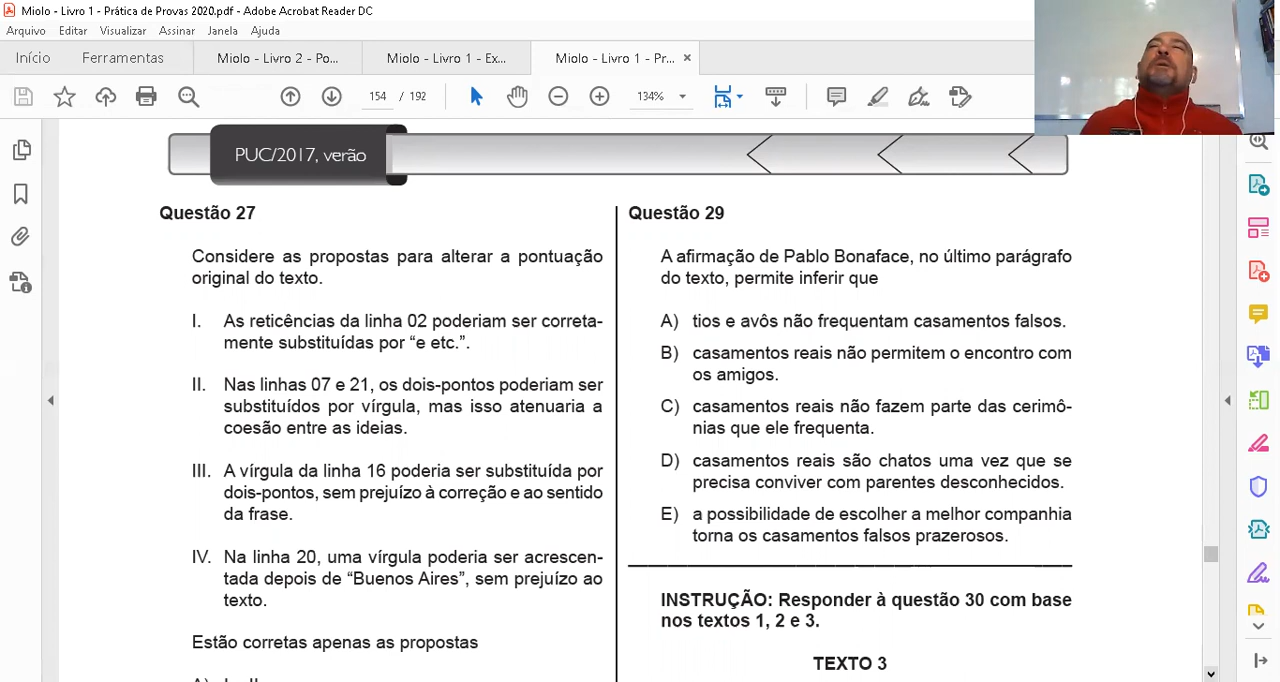 Miolo - Livro 1 - Prática de Provas 2020.pdf - Adobe Acrobat Reader DC
Arquivo Editar Visualizar Assinar Janela Ajuda
Início Ferramentas Miolo - Livro 2 - Po... Miolo - Livro 1 - Ex... Miolo - Livro 1 - Pr... ×
154 / 192 134%
PUC/2017, verão
Questão 27
Considere as propostas para alterar a pontuação
original do texto.
I. As reticências da linha 02 poderiam ser correta-
mente substituídas por “e etc.”.
II. Nas linhas 07 e 21, os dois-pontos poderiam ser
substituídos por vírgula, mas isso atenuaria a
coesão entre as ideias.
III. A vírgula da linha 16 poderia ser substituída por
dois-pontos, sem prejuízo à correção e ao sentido
da frase.
IV. Na linha 20, uma vírgula poderia ser acrescen-
tada depois de “Buenos Aires”, sem prejuízo ao
texto.
Estão corretas apenas as propostas
Questão 29
A afirmação de Pablo Bonaface, no último parágrafo
do texto, permite inferir que
A) tios e avôs não frequentam casamentos falsos.
B) casamentos reais não permitem o encontro com
os amigos.
C) casamentos reais não fazem parte das cerimô-
nias que ele frequenta.
D) casamentos reais são chatos uma vez que se
precisa conviver com parentes desconhecidos.
E) a possibilidade de escolher a melhor companhia
torna os casamentos falsos prazerosos.
INSTRUÇÃO: Responder à questão 30 com base
nos textos 1, 2 e 3.
TEXTO 3